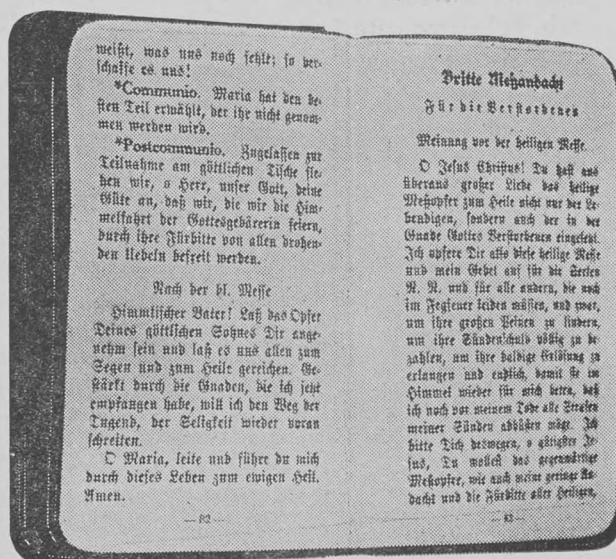 weißt, was uns noch fehlt; so ver-
schaffe es uns!
*Communio. Maria hat den be-
sten Teil erwählt, der ihr nicht genom-
men werden wird.
*Postcommunio. Zugelassen zur
Teilnahme am göttlichen Tische fle-
hen wir, o Herr, unser Gott, deine
Güte an, daß wir, die wir die Him-
melfahrt der Gottesgebärerin feiern,
durch ihre Fürbitte von allen drohen-
den Uebeln befreit werden.
Nach der hl. Messe
Himmlischer Vater! Laß das Opfer
Deines göttlichen Sohnes Dir ange-
nehm sein und laß es uns allen zum
Segen und zum Heile gereichen. Ge-
stärkt durch die Gnaden, die ich jetzt
empfangen habe, will ich den Weg der
Tugend, der Seligkeit wieder voran
schreiten.
O Maria, leite und führe du mich
durch dieses Leben zum ewigen Heil.
Amen.
— 82 —
Dritte Meßandacht
Für die Verstorbenen
Meinung vor der heiligen Messe.
O Jesus Christus! Du hast aus
überaus großer Liebe das heilige
Meßopfer zum Heile nicht nur der Le-
bendigen, sondern auch der in der
Gnade Gottes Verstorbenen eingesetzt.
Ich opfere Dir also diese heilige Messe
und mein Gebet auf für die Seelen
N. N. und für alle andern, die noch
im Fegfeuer leiden müssen, und zwar,
um ihre großen Peinen zu lindern,
um ihre Sündenschuld völlig zu be-
zahlen, um ihre baldige Erlösung zu
erlangen und endlich, damit sie im
Himmel wieder für mich beten, daß
ich noch vor meinem Tode alle Strafen
meiner Sünden abbüßen möge. Ich
bitte Dich deswegen, o gütigster Je-
sus, Du wollest das gegenwärtige
Meßopfer, wie auch meine geringe An-
dacht und die Fürbitte aller Heiligen,
— 83 —